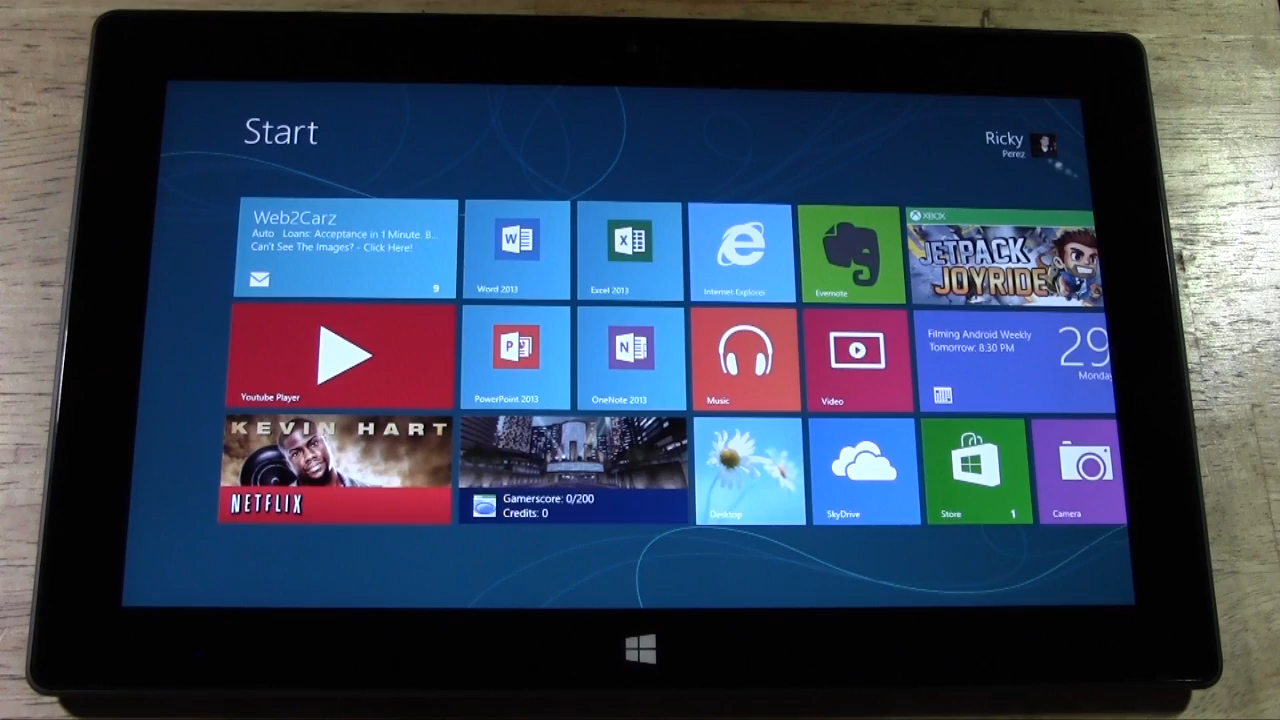 Start
Ricky
Perez
Web2Carz
Auto Loans: Acceptance in 1 Minute. B...
Can't See The Images? - Click Here!
9
W
Word 2013
X
Excel 2013
Internet Explorer
Evernote
XBOX
JETPACK
JOYRIDE
Youtube Player
P
PowerPoint 2013
N
OneNote 2013
Music
Video
Filming Android Weekly
Tomorrow: 8:30 PM
29
Monday
KEVIN HART
NETFLIX
Gamerscore: 0/200
Credits: 0
Desktop
SkyDrive
Store
1
Camera